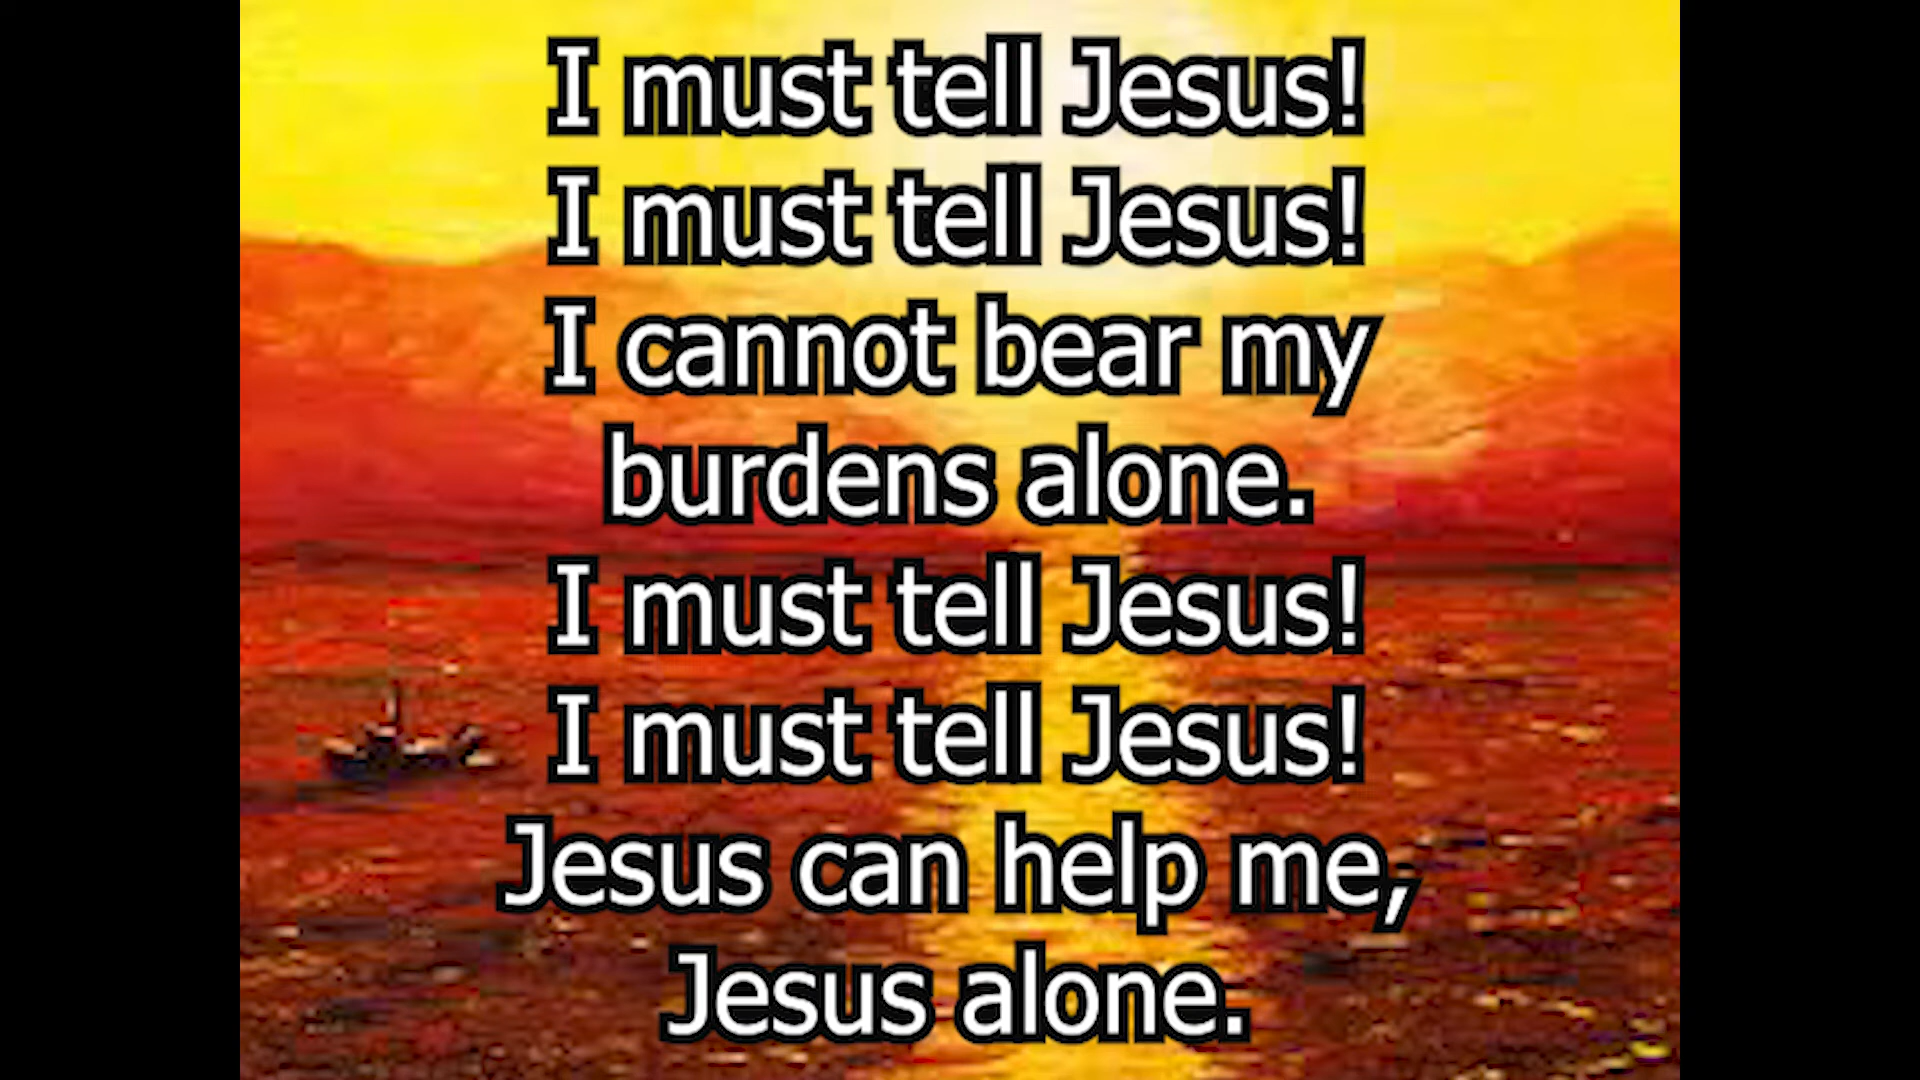 I must tell Jesus!
I must tell Jesus!
I cannot bear my
burdens alone.
I must tell Jesus!
I must tell Jesus!
Jesus can help me,
Jesus alone.